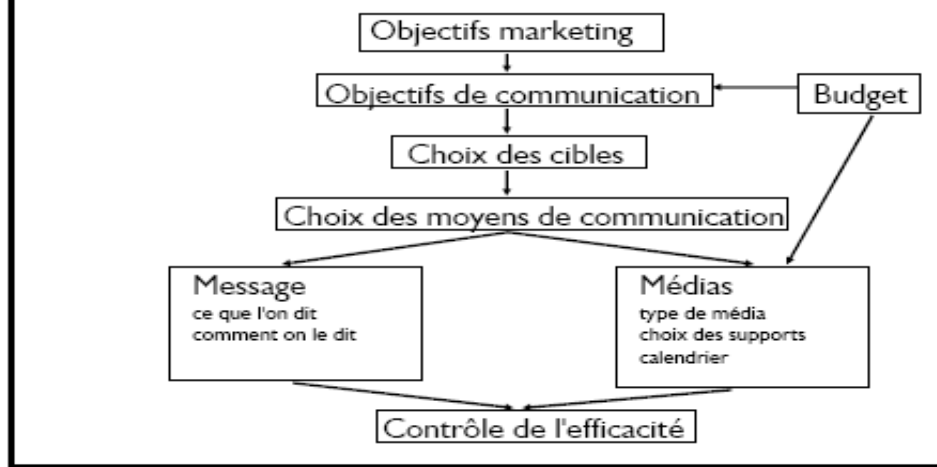 Objectifs marketing
Objectifs de communication
Budget
Choix des cibles
Choix des moyens de communication
Message
ce que l'on dit
comment on le dit
Médias
type de média
choix des supports
calendrier
Contrôle de l'efficacité